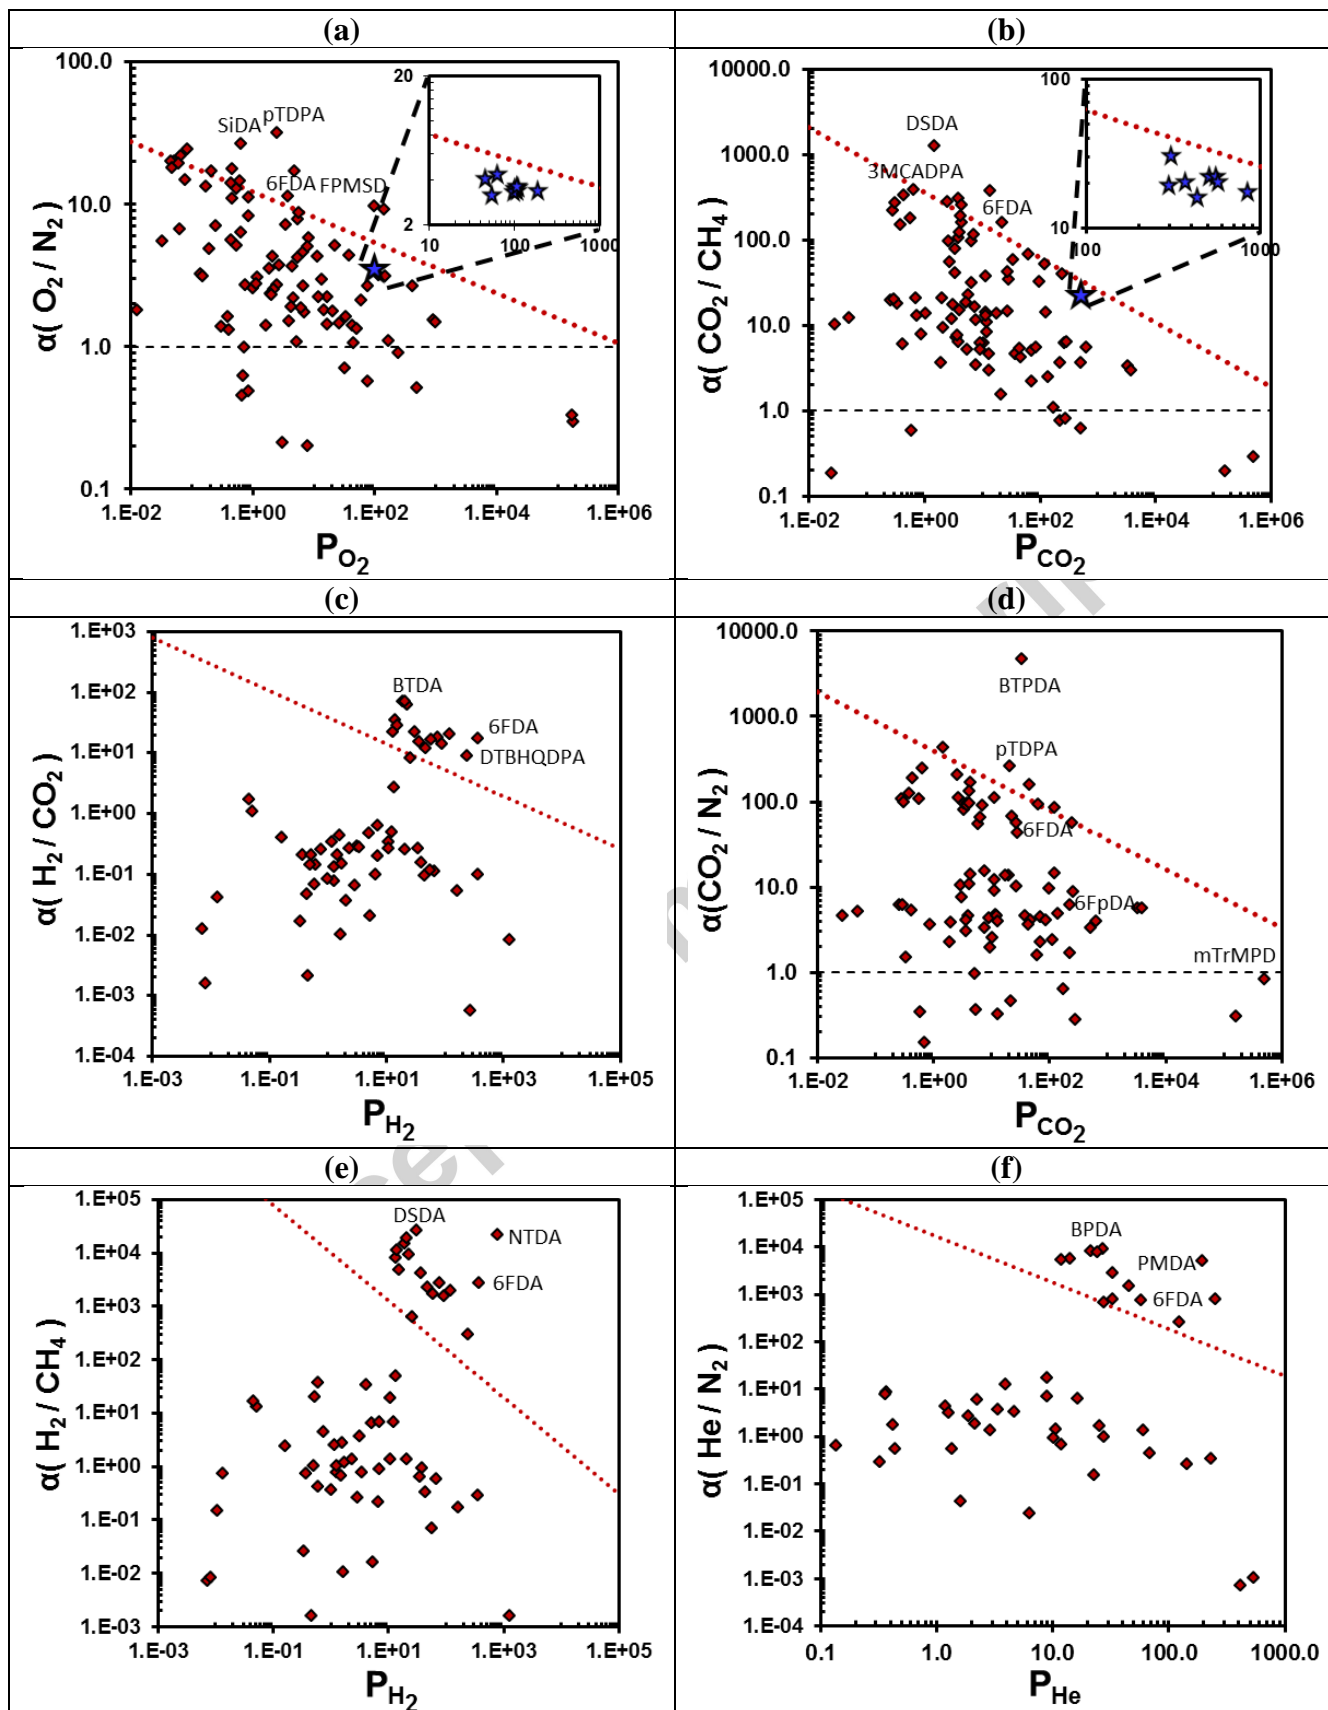 (a)
(b)
100.0
10.0
1.0
0.1
α( O2 / N2 )
1.E-02
1.E+00
1.E+02
1.E+04
1.E+06
PO2
SiDA
pTDPA
6FDA
FPMSD
20
2
10
100
1000
10000.0
1000.0
100.0
10.0
1.0
0.1
α( CO2 / CH4 )
1.E-02
1.E+00
1.E+02
1.E+04
1.E+06
PCO2
DSDA
3MCADPA
6FDA
100
10
100
1000
(c)
(d)
1.E+03
1.E+02
1.E+01
1.E+00
1.E-01
1.E-02
1.E-03
1.E-04
α( H2 / CO2 )
1.E-03
1.E-01
1.E+01
1.E+03
1.E+05
PH2
BTDA
6FDA
DTBHQDPA
10000.0
1000.0
100.0
10.0
1.0
0.1
α(CO2 / N2 )
1.E-02
1.E+00
1.E+02
1.E+04
1.E+06
PCO2
BTPDA
pTDPA
6FDA
6FpDA
mTrMPD
(e)
(f)
1.E+05
1.E+04
1.E+03
1.E+02
1.E+01
1.E+00
1.E-01
1.E-02
1.E-03
α( H2 / CH4 )
1.E-03
1.E-01
1.E+01
1.E+03
1.E+05
PH2
DSDA
NTDA
6FDA
1.E+05
1.E+04
1.E+03
1.E+02
1.E+01
1.E+00
1.E-01
1.E-02
1.E-03
1.E-04
α( He / N2 )
0.1
1.0
10.0
100.0
1000.0
PHe
BPDA
PMDA
6FDA